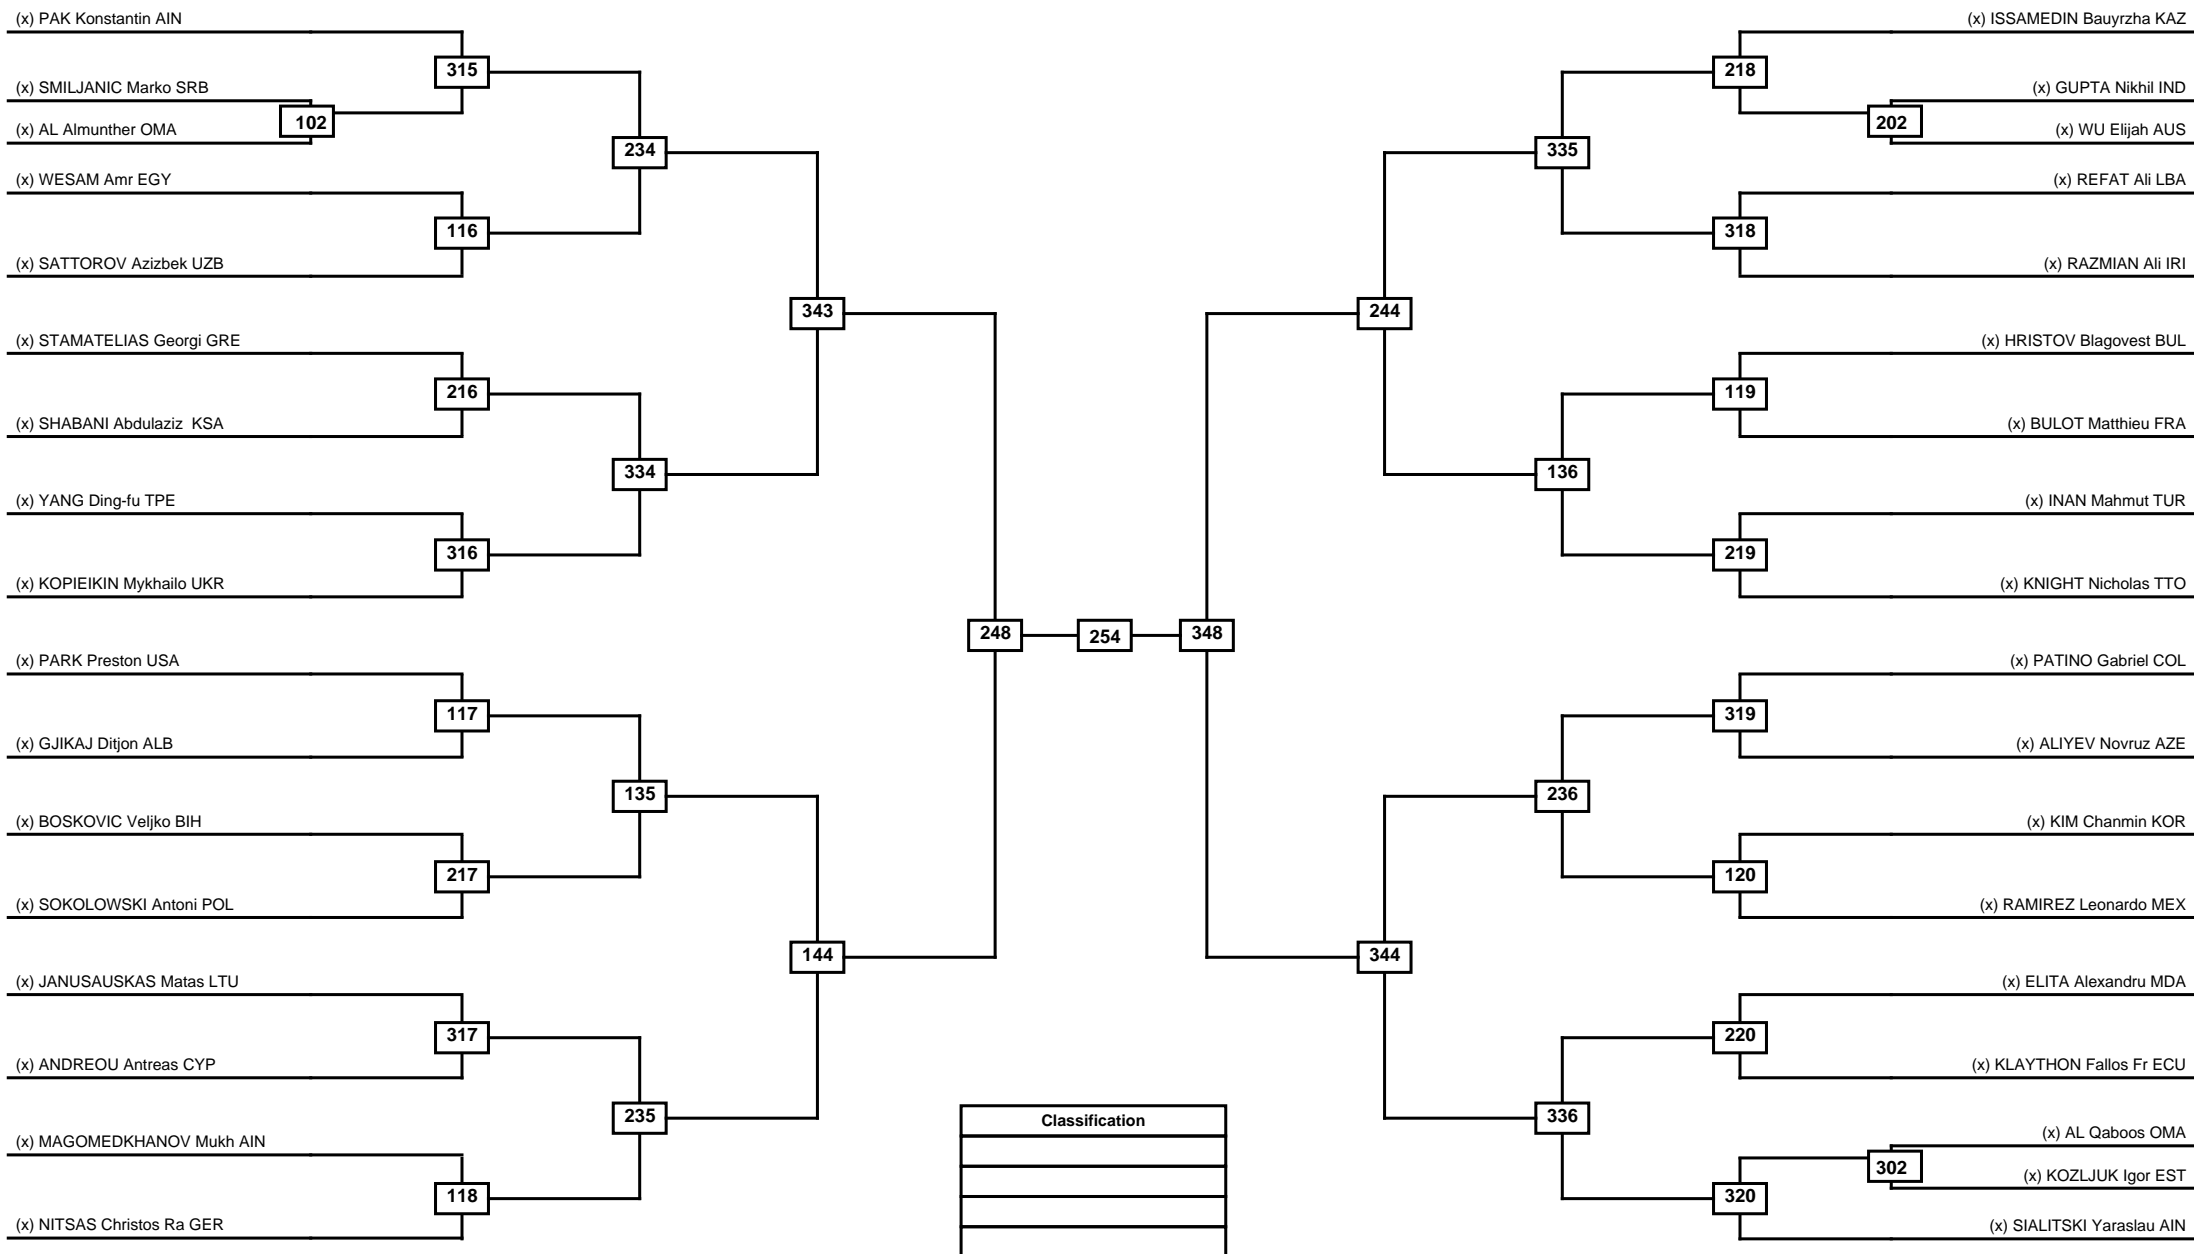 (x) PAK Konstantin AIN
(x) ISSAMEDIN Bauyrzha KAZ
315
218
(x) SMILJANIC Marko SRB
(x) GUPTA Nikhil IND
102
202
(x) AL Almunther OMA
(x) WU Elijah AUS
234
335
(x) WESAM Amr EGY
(x) REFAT Ali LBA
116
318
(x) SATTOROV Azizbek UZB
(x) RAZMIAN Ali IRI
343
244
(x) STAMATELIAS Georgi GRE
(x) HRISTOV Blagovest BUL
216
119
(x) SHABANI Abdulaziz  KSA
(x) BULOT Matthieu FRA
334
136
(x) YANG Ding-fu TPE
(x) INAN Mahmut TUR
316
219
(x) KOPIEIKIN Mykhailo UKR
(x) KNIGHT Nicholas TTO
248
254
348
(x) PARK Preston USA
(x) PATINO Gabriel COL
117
319
(x) GJIKAJ Ditjon ALB
(x) ALIYEV Novruz AZE
135
236
(x) BOSKOVIC Veljko BIH
(x) KIM Chanmin KOR
217
120
(x) SOKOLOWSKI Antoni POL
(x) RAMIREZ Leonardo MEX
144
344
(x) JANUSAUSKAS Matas LTU
(x) ELITA Alexandru MDA
317
220
(x) ANDREOU Antreas CYP
(x) KLAYTHON Fallos Fr ECU
235
336
Classification
(x) MAGOMEDKHANOV Mukh AIN
(x) AL Qaboos OMA
302
(x) KOZLJUK Igor EST
118
320
(x) NITSAS Christos Ra GER
(x) SIALITSKI Yaraslau AIN